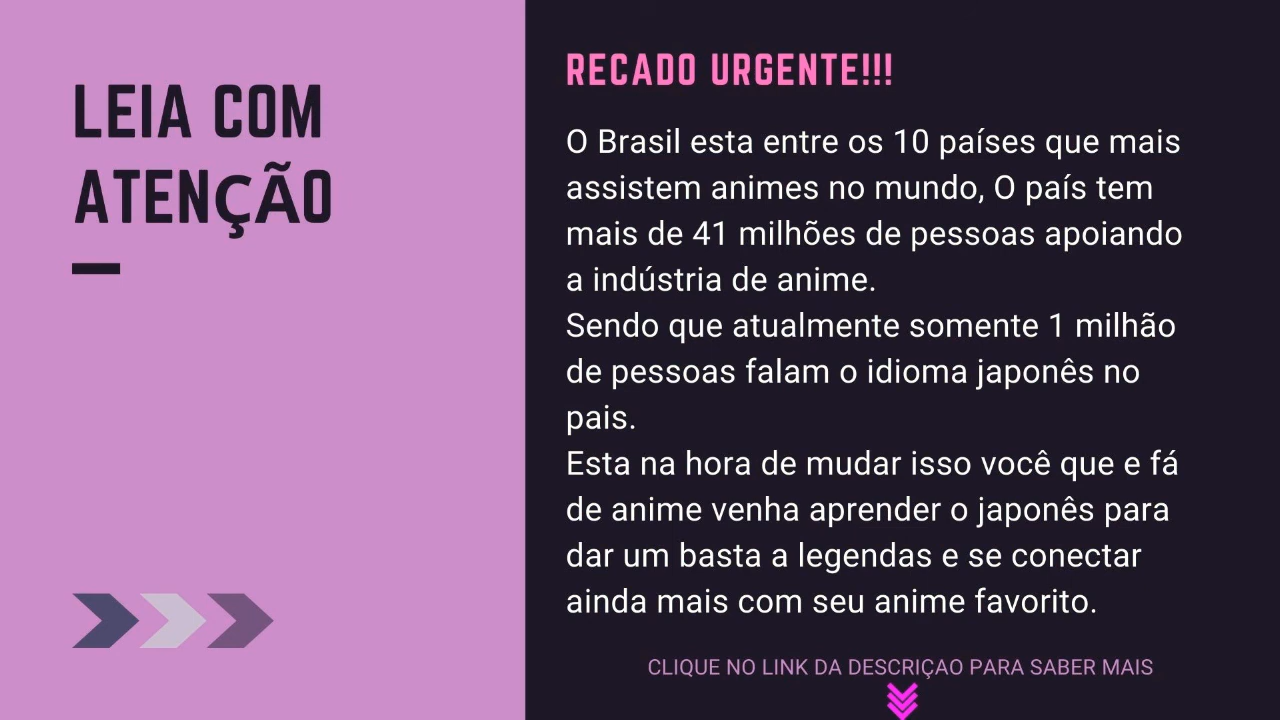 LEIA COM
ATENÇÃO
RECADO URGENTE!!!
O Brasil esta entre os 10 países que mais
assistem animes no mundo, O país tem
mais de 41 milhões de pessoas apoiando
a indústria de anime.
Sendo que atualmente somente 1 milhão
de pessoas falam o idioma japonês no
pais.
Esta na hora de mudar isso você que e fá
de anime venha aprender o japonês para
dar um basta a legendas e se conectar
ainda mais com seu anime favorito.
CLIQUE NO LINK DA DESCRIÇAO PARA SABER MAIS